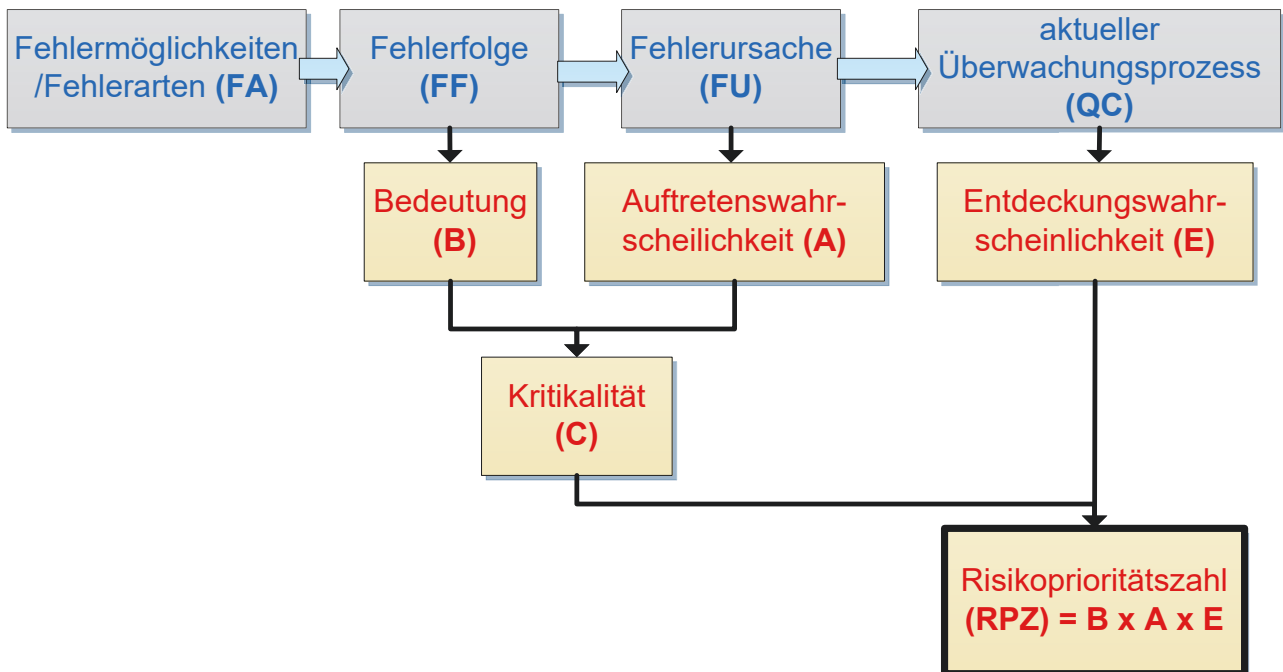 Fehlermöglichkeiten
/Fehlerarten (FA)
Fehlerfolge
(FF)
Fehlerursache
(FU)
aktueller
Überwachungsprozess
(QC)
Bedeutung
(B)
Auftretenswahr-
scheilichkeit (A)
Entdeckungswahr-
scheinlichkeit (E)
Kritikalität
(C)
Risikoprioritätszahl
(RPZ) = B x A x E